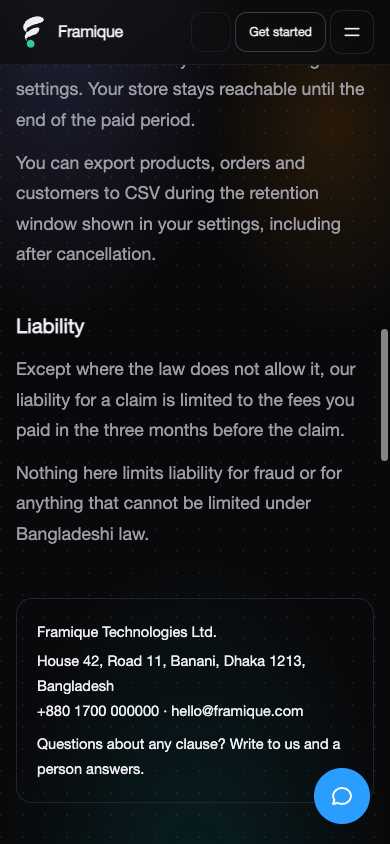 Framique
Get started
settings. Your store stays reachable until the
end of the paid period.
You can export products, orders and
customers to CSV during the retention
window shown in your settings, including
after cancellation.
Liability
Except where the law does not allow it, our
liability for a claim is limited to the fees you
paid in the three months before the claim.
Nothing here limits liability for fraud or for
anything that cannot be limited under
Bangladeshi law.
Framique Technologies Ltd.
House 42, Road 11, Banani, Dhaka 1213,
Bangladesh
+880 1700 000000 · hello@framique.com
Questions about any clause? Write to us and a
person answers.